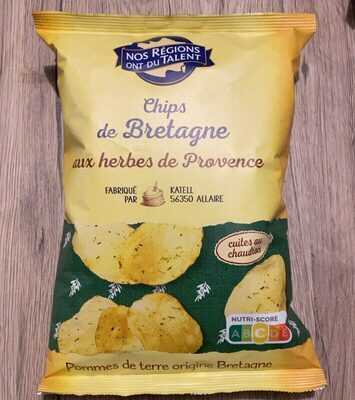 NOS RÉGIONS
ONT DU TALENT
Chips
de Bretagne
aux herbes de Provence
FABRIQUÉ
PAR
KATELL
56350 ALLAIRE
cuites au
chaudron
NUTRI-SCORE
A B C D E
Pommes de terre origine Bretagne